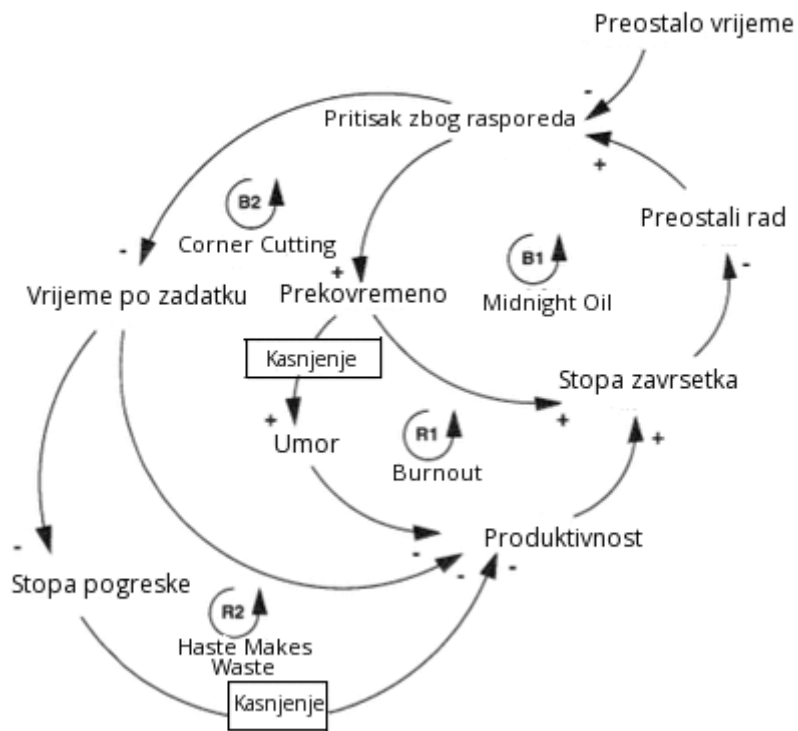 Preostalo vrijeme
-
Pritisak zbog rasporeda
+
Preostali rad
-
B2
Corner Cutting
-
B1
Midnight Oil
Vrijeme po zadatku
+
Prekovremeno
Kasnjenje
Stopa zavrsetka
+
+
+
Umor
R1
Burnout
-
-
-
Produktivnost
-
Stopa pogreske
R2
Haste Makes
Waste
Kasnjenje